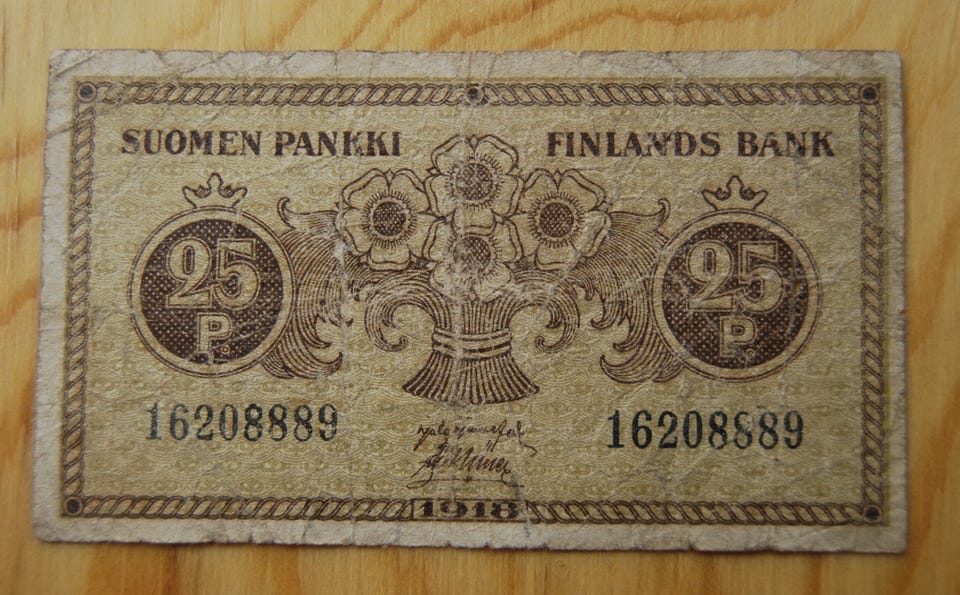 SUOMEN PANKKI FINLANDS BANK
25 25
P. P.
16208889 16208889
1918